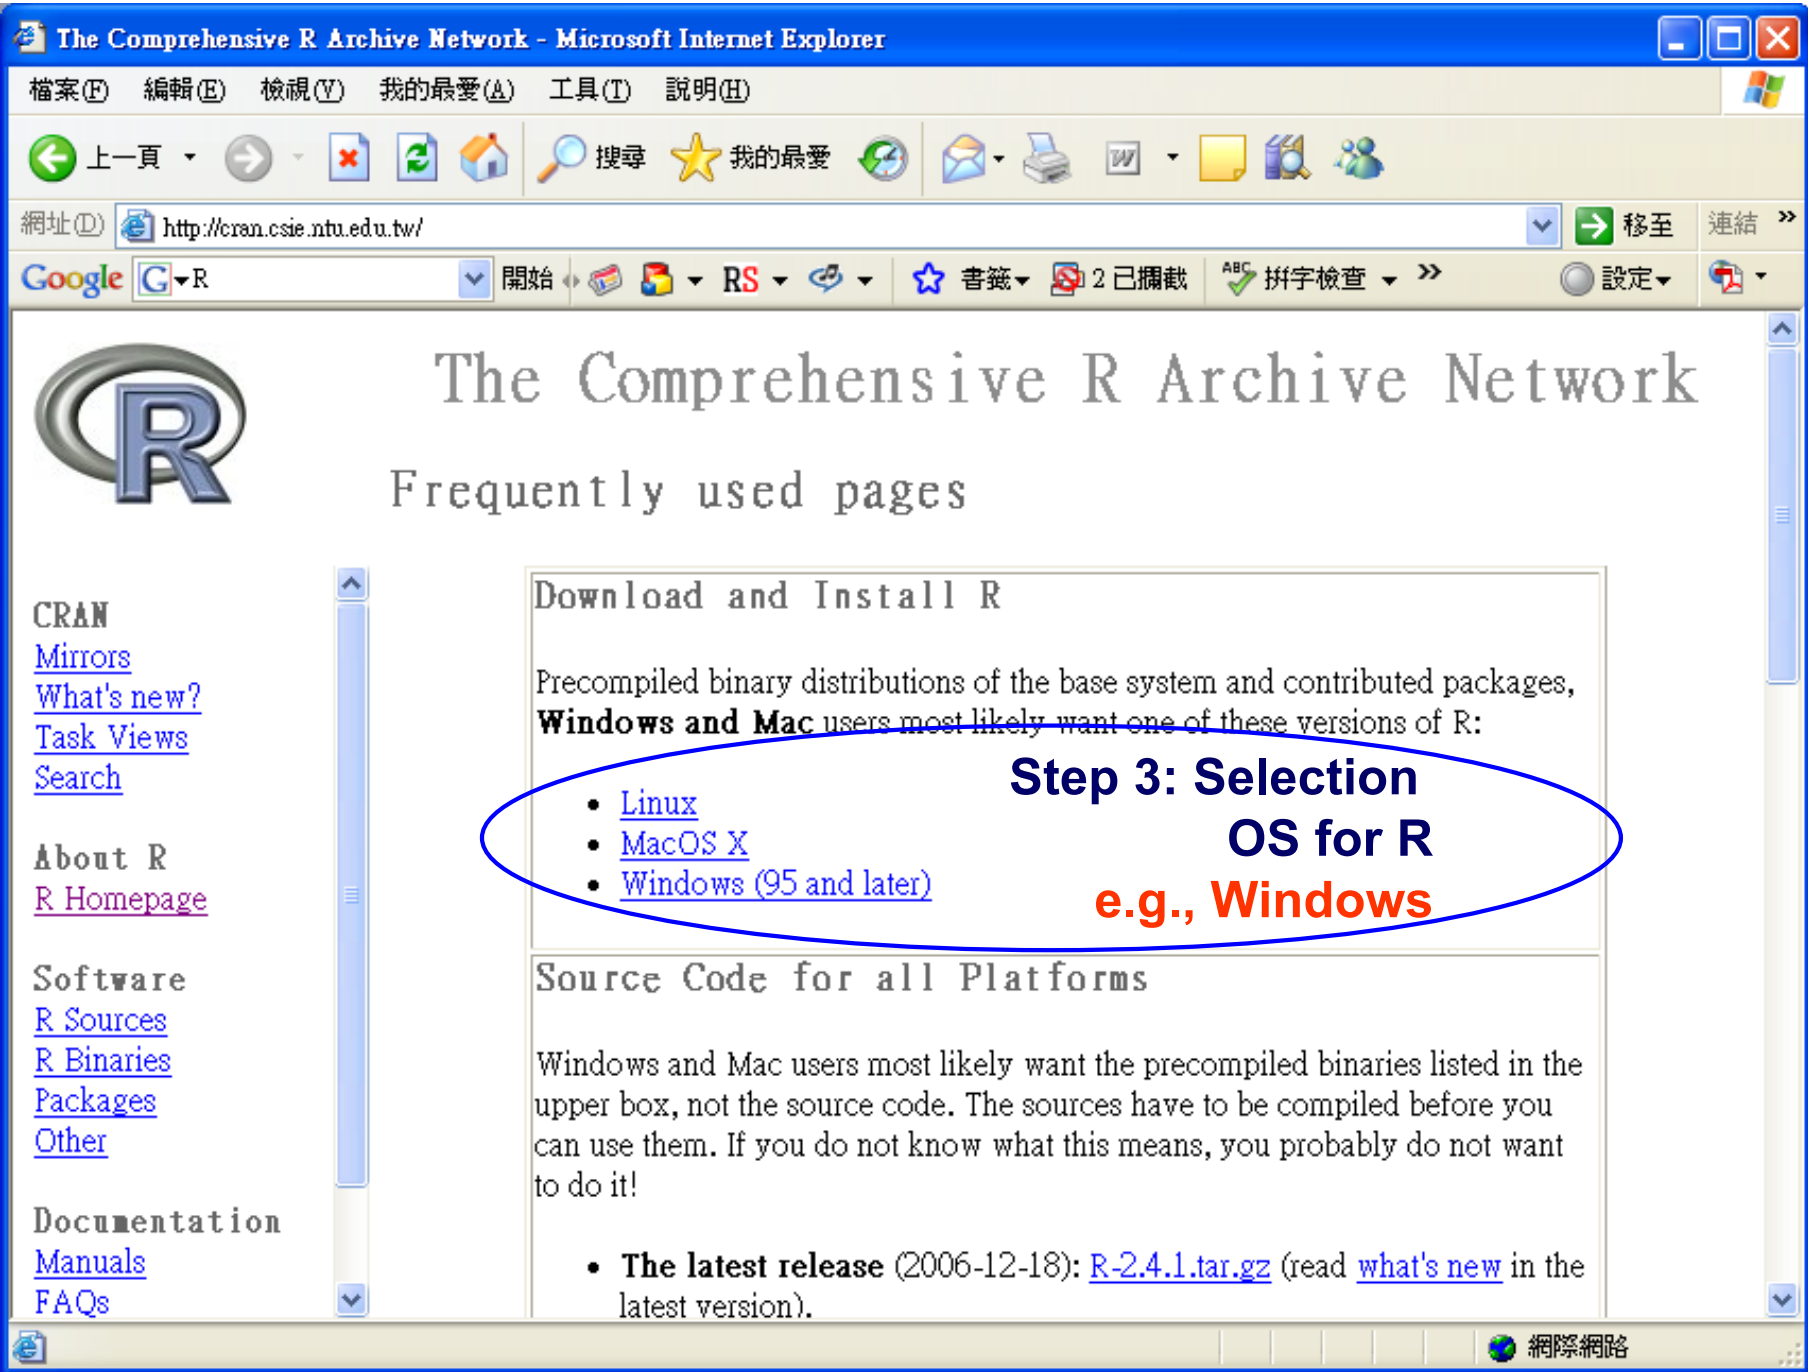 The Comprehensive R Archive Network - Microsoft Internet Explorer
檔案(F) 編輯(E) 檢視(V) 我的最愛(A) 工具(T) 說明(H)
上一頁 搜尋 我的最愛 W
網址(D) http://cran.csie.ntu.edu.tw/ 移至 連結 »
Google G R 開始 RS 書籤 2 已攔截 ABC 拼字檢查 » 設定
R
The Comprehensive R Archive Network
Frequently used pages
CRAN
Mirrors
What's new?
Task Views
Search
About R
R Homepage
Software
R Sources
R Binaries
Packages
Other
Documentation
Manuals
FAQs
Download and Install R
Precompiled binary distributions of the base system and contributed packages,
Windows and Mac users most likely want one of these versions of R:
• Linux
• MacOS X
• Windows (95 and later)
Step 3: Selection
OS for R
e.g., Windows
Source Code for all Platforms
Windows and Mac users most likely want the precompiled binaries listed in the
upper box, not the source code. The sources have to be compiled before you
can use them. If you do not know what this means, you probably do not want
to do it!
• The latest release (2006-12-18): R-2.4.1.tar.gz (read what's new in the
latest version).
網際網路